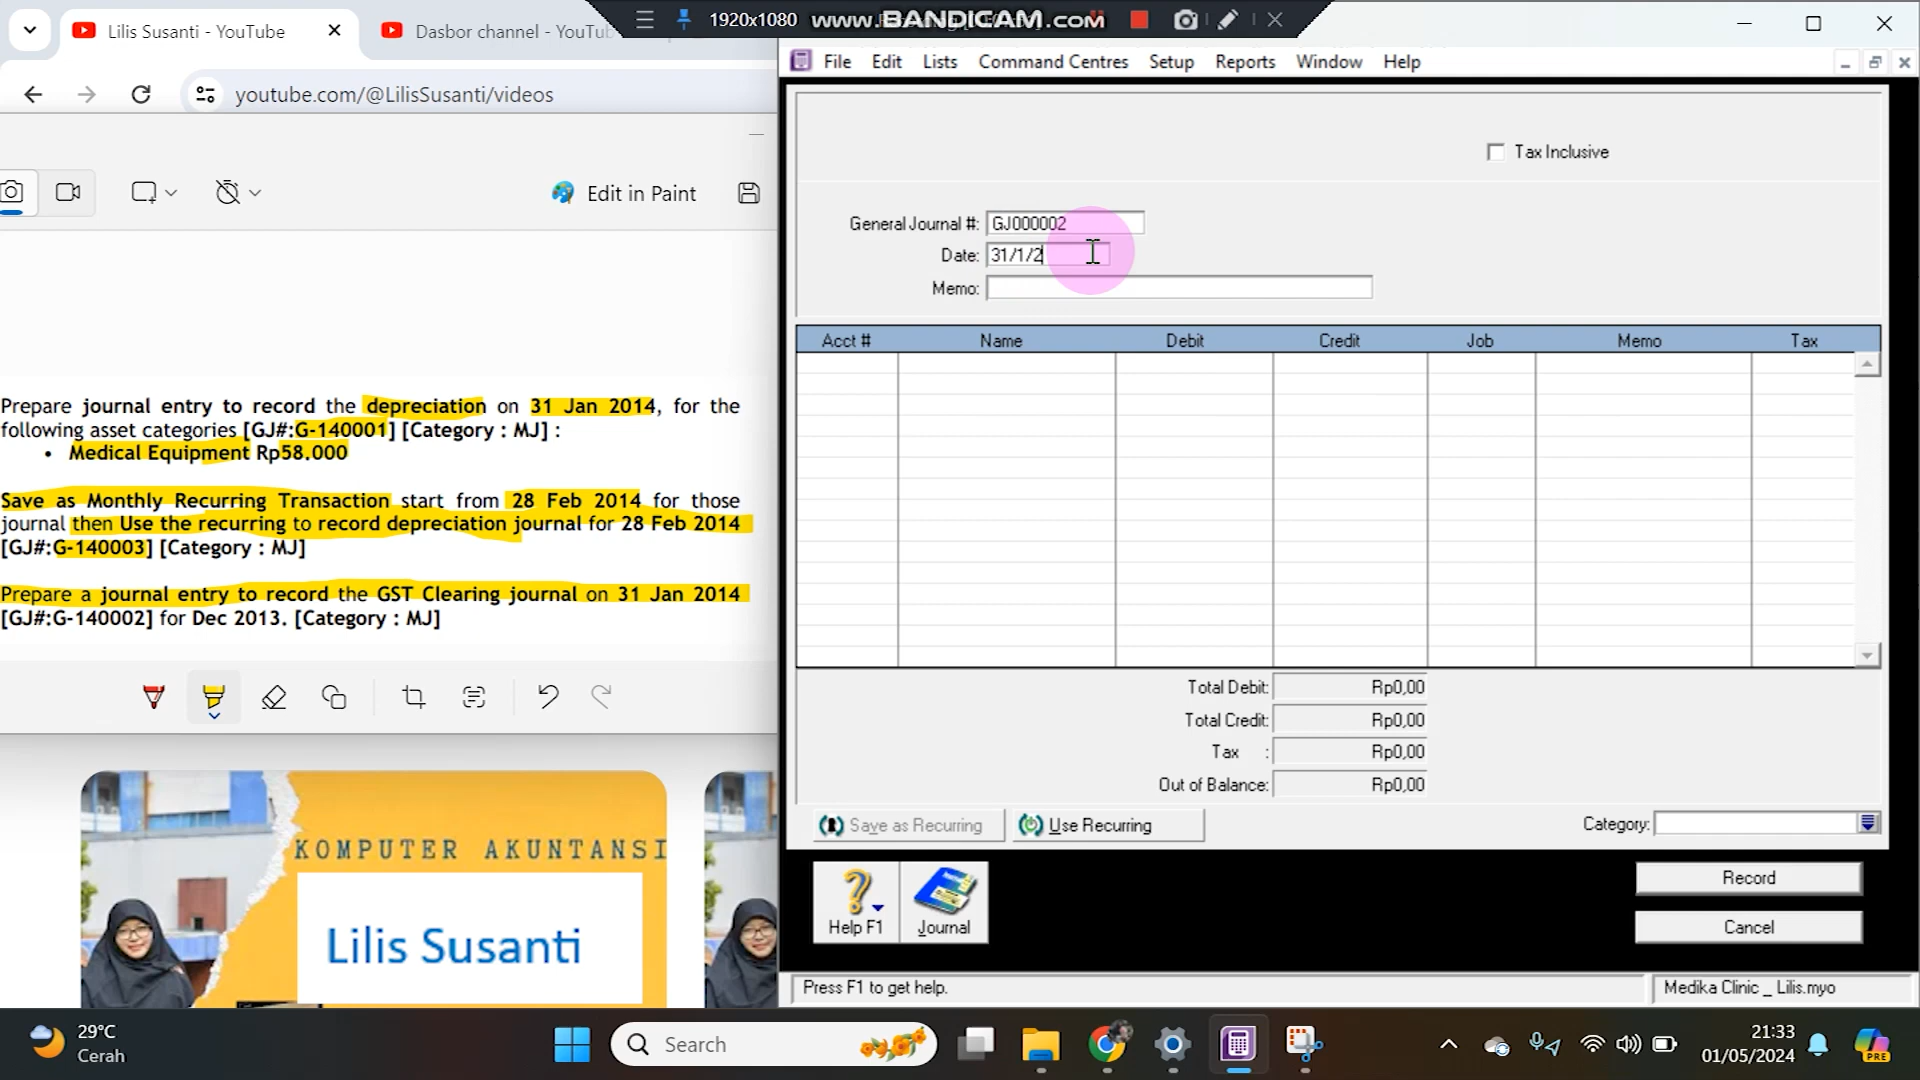 Lilis Susanti - YouTube
Dasbor channel - YouTu
1920x1080
www.BANDICAM.com
youtube.com/@LilisSusanti/videos
File Edit Lists Command Centres Setup Reports Window Help
Edit in Paint
Tax Inclusive
General Journal #: GJ000002
Date: 31/1/2
Memo:
Acct # Name Debit Credit Job Memo Tax
Prepare journal entry to record the depreciation on 31 Jan 2014, for the
following asset categories [GJ#:G-140001] [Category : MJ] :
• Medical Equipment Rp58.000
Save as Monthly Recurring Transaction start from 28 Feb 2014 for those
journal then Use the recurring to record depreciation journal for 28 Feb 2014
[GJ#:G-140003] [Category : MJ]
Prepare a journal entry to record the GST Clearing journal on 31 Jan 2014
[GJ#:G-140002] for Dec 2013. [Category : MJ]
Total Debit: Rp0,00
Total Credit: Rp0,00
Tax : Rp0,00
Out of Balance: Rp0,00
Save as Recurring
Use Recurring
Category:
Record
Cancel
Help F1
Journal
KOMPUTER AKUNTANSI
Lilis Susanti
Press F1 to get help.
Medika Clinic _ Lilis.myo
29°C
Cerah
Search
21:33
01/05/2024
PRE